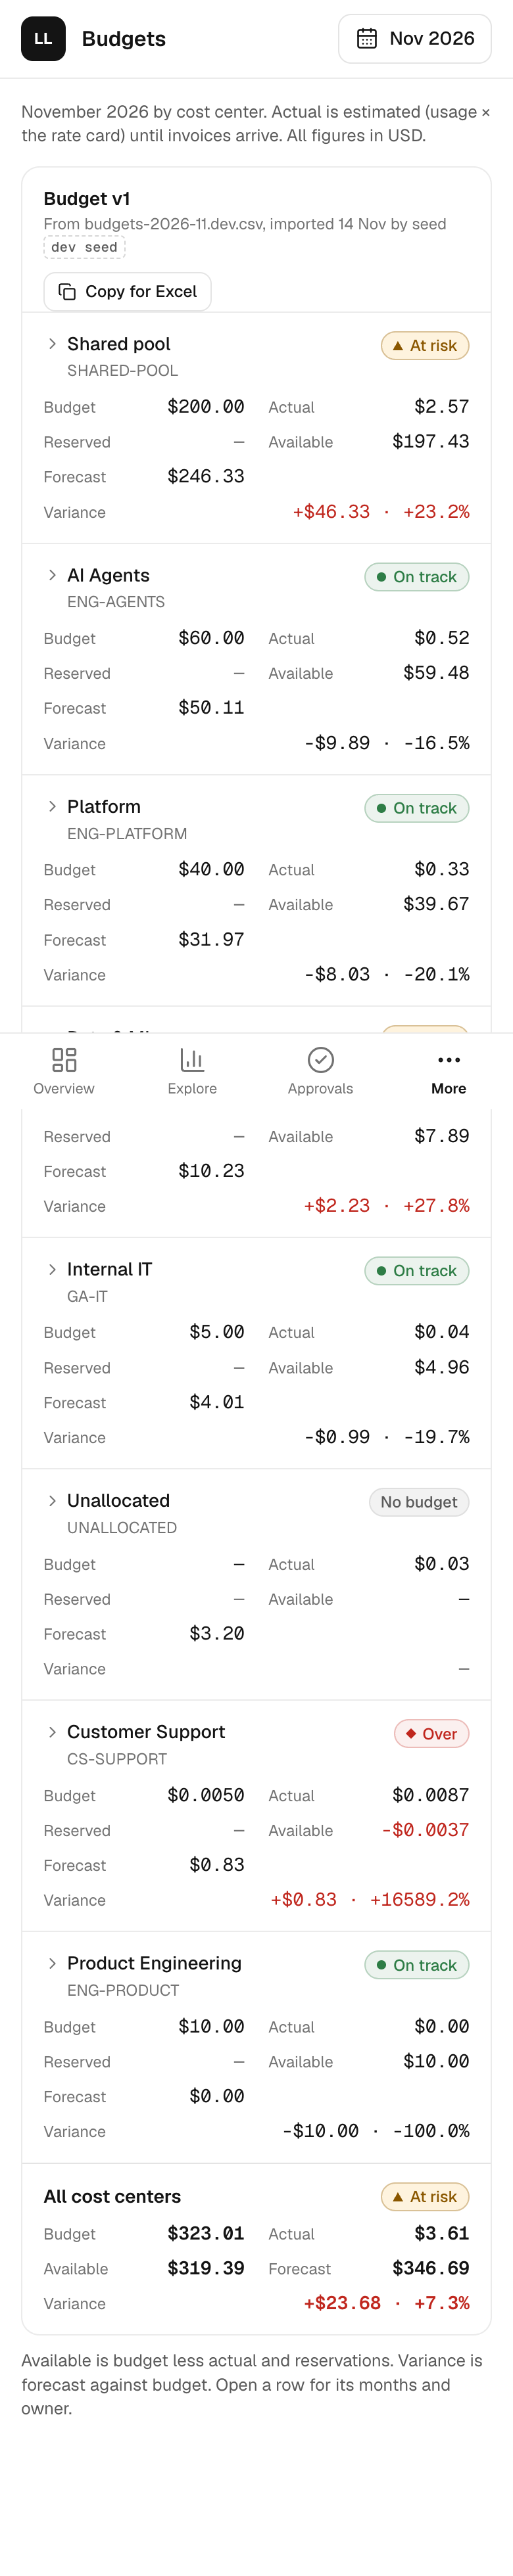 LL Budgets Nov 2026
November 2026 by cost center. Actual is estimated (usage ×
the rate card) until invoices arrive. All figures in USD.
Budget v1
From budgets-2026-11.dev.csv, imported 14 Nov by seed
dev seed
Copy for Excel
Shared pool At risk
SHARED-POOL
Budget $200.00 Actual $2.57
Reserved – Available $197.43
Forecast $246.33
Variance +$46.33 · +23.2%
AI Agents On track
ENG-AGENTS
Budget $60.00 Actual $0.52
Reserved – Available $59.48
Forecast $50.11
Variance -$9.89 · -16.5%
Platform On track
ENG-PLATFORM
Budget $40.00 Actual $0.33
Reserved – Available $39.67
Forecast $31.97
Variance -$8.03 · -20.1%
Overview Explore Approvals More
Reserved – Available $7.89
Forecast $10.23
Variance +$2.23 · +27.8%
Internal IT On track
GA-IT
Budget $5.00 Actual $0.04
Reserved – Available $4.96
Forecast $4.01
Variance -$0.99 · -19.7%
Unallocated No budget
UNALLOCATED
Budget – Actual $0.03
Reserved – Available –
Forecast $3.20
Variance –
Customer Support Over
CS-SUPPORT
Budget $0.0050 Actual $0.0087
Reserved – Available -$0.0037
Forecast $0.83
Variance +$0.83 · +16589.2%
Product Engineering On track
ENG-PRODUCT
Budget $10.00 Actual $0.00
Reserved – Available $10.00
Forecast $0.00
Variance -$10.00 · -100.0%
All cost centers At risk
Budget $323.01 Actual $3.61
Available $319.39 Forecast $346.69
Variance +$23.68 · +7.3%
Available is budget less actual and reservations. Variance is
forecast against budget. Open a row for its months and
owner.